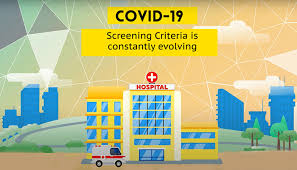 COVID-19
Screening Criteria is
constantly evolving
HOSPITAL